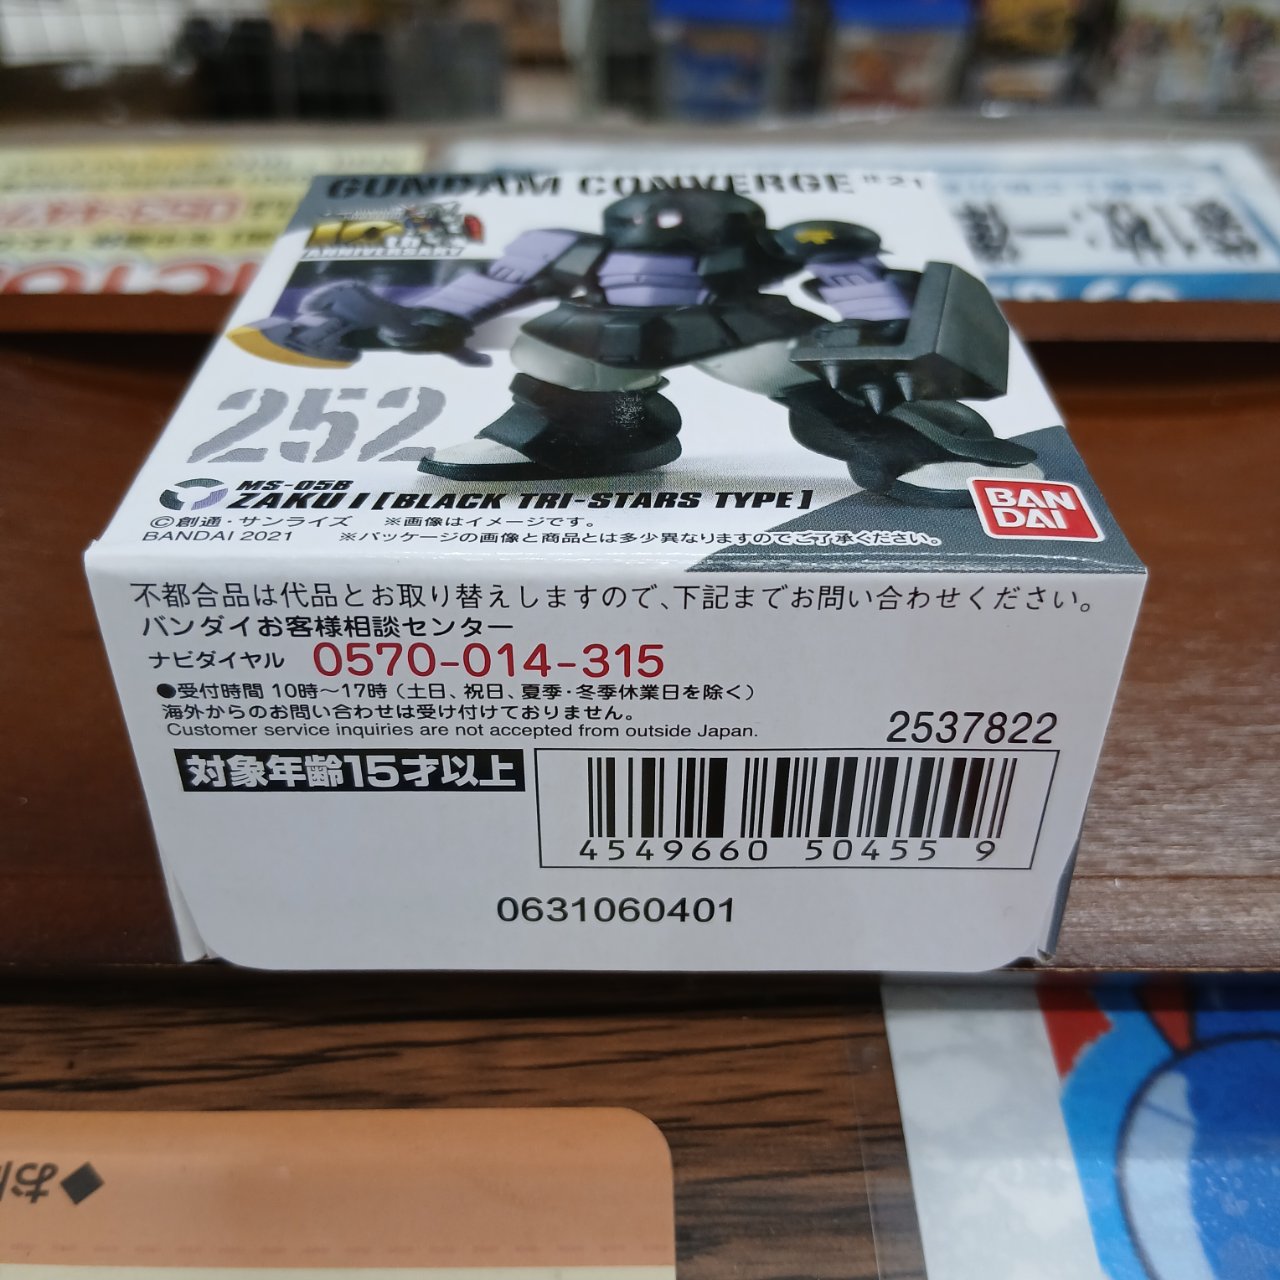 GUNDAM CONVERGE #21
10th
ANNIVERSARY
252
MS-05B
ZAKU I [BLACK TRI-STARS TYPE]
©創通・サンライズ ※画像はイメージです。
BANDAI 2021 ※パッケージの画像と商品とは多少異なりますのでご了承ください。
BAN
DAI
不都合品は代品とお取り替えしますので、下記までお問い合わせください。
バンダイお客様相談センター
ナビダイヤル 0570-014-315
●受付時間 10時～17時（土日、祝日、夏季・冬季休業日を除く）
海外からのお問い合わせは受け付けておりません。
Customer service inquiries are not accepted from outside Japan.
2537822
対象年齢15才以上
4549660 504559
0631060401